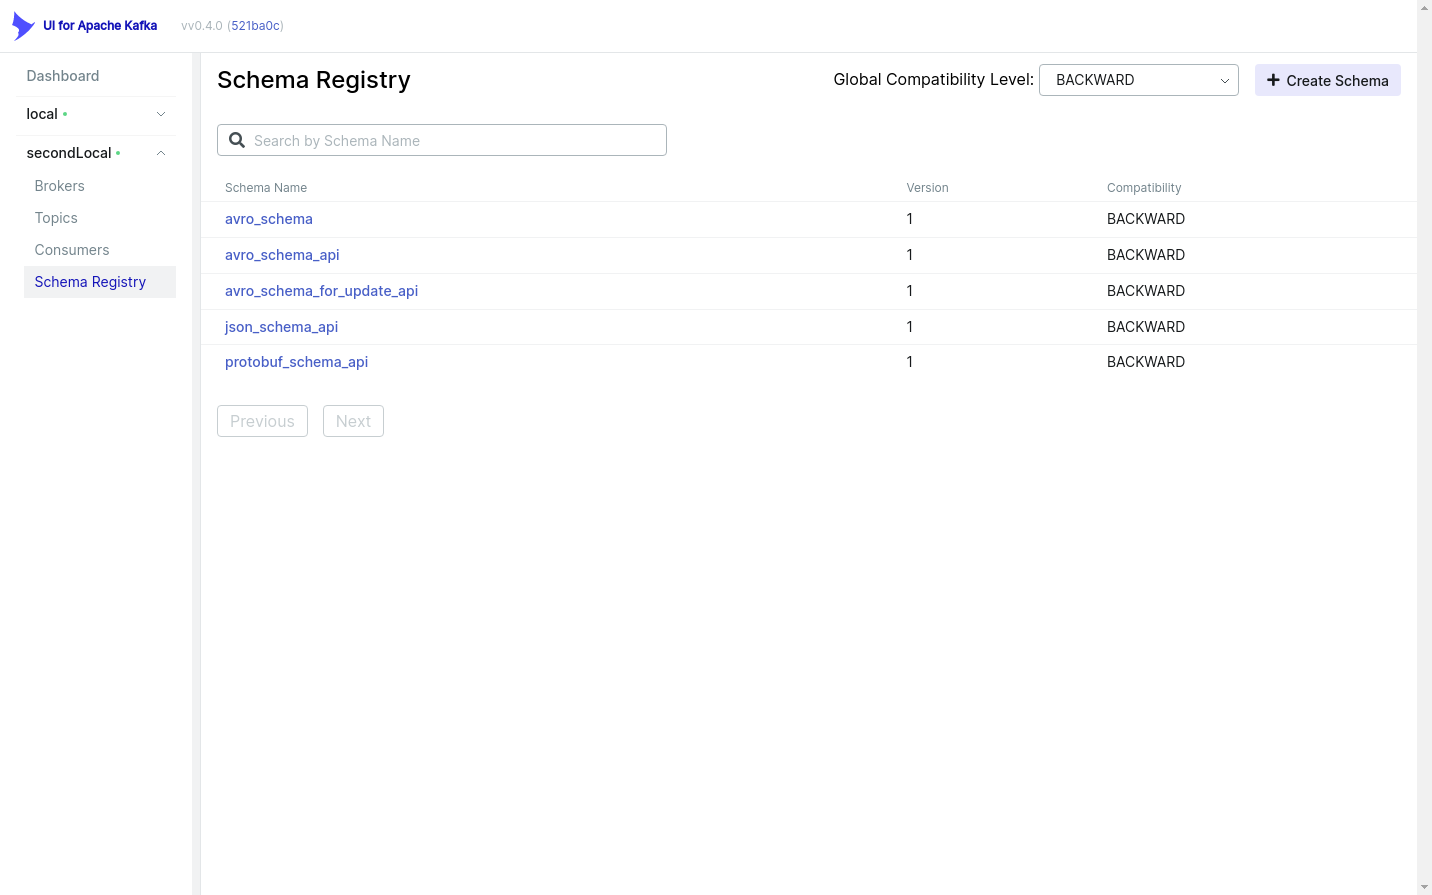 UI for Apache Kafka vv0.4.0 (521ba0c)
Dashboard
local
secondLocal
Brokers
Topics
Consumers
Schema Registry
Schema Registry
Global Compatibility Level: BACKWARD
Create Schema
Search by Schema Name
Schema Name Version Compatibility
avro_schema 1 BACKWARD
avro_schema_api 1 BACKWARD
avro_schema_for_update_api 1 BACKWARD
json_schema_api 1 BACKWARD
protobuf_schema_api 1 BACKWARD
Previous Next